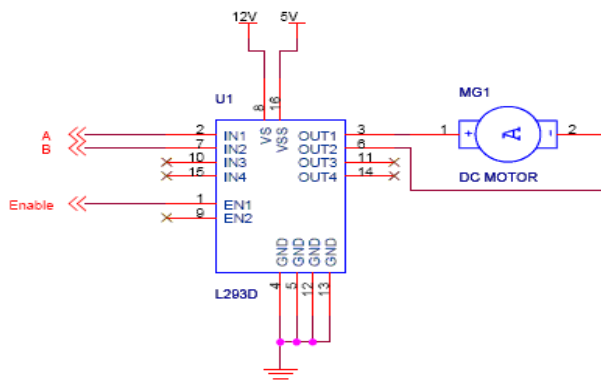 12V 5V
U1
8 16
VS VSS
MG1
A 2 IN1 OUT1 3 1 + A - 2
B 7 IN2 OUT2 6
10 IN3 OUT3 11
15 IN4 OUT4 14
DC MOTOR
Enable 1 EN1
9 EN2
GND GND GND GND
L293D
4 5 12 13